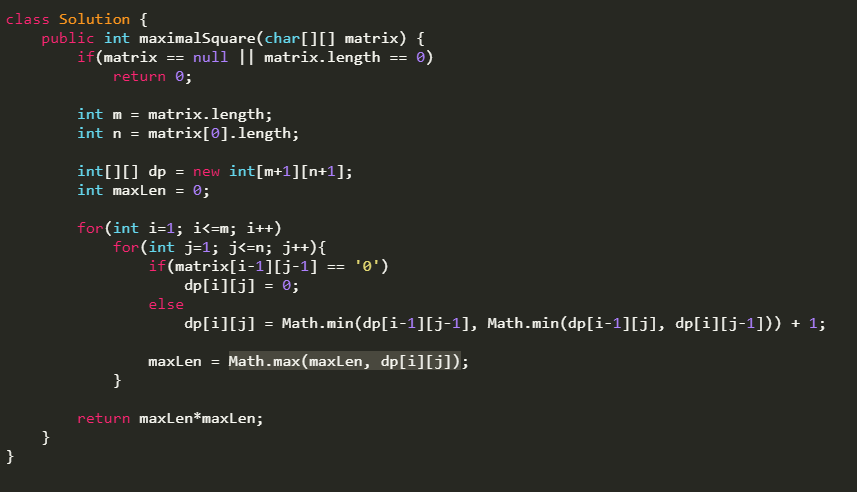 class Solution {
    public int maximalSquare(char[][] matrix) {
        if(matrix == null || matrix.length == 0)
            return 0;

        int m = matrix.length;
        int n = matrix[0].length;

        int[][] dp = new int[m+1][n+1];
        int maxLen = 0;

        for(int i=1; i<=m; i++)
            for(int j=1; j<=n; j++){
                if(matrix[i-1][j-1] == '0')
                    dp[i][j] = 0;
                else
                    dp[i][j] = Math.min(dp[i-1][j-1], Math.min(dp[i-1][j], dp[i][j-1])) + 1;

                maxLen = Math.max(maxLen, dp[i][j]);
            }

        return maxLen*maxLen;
    }
}